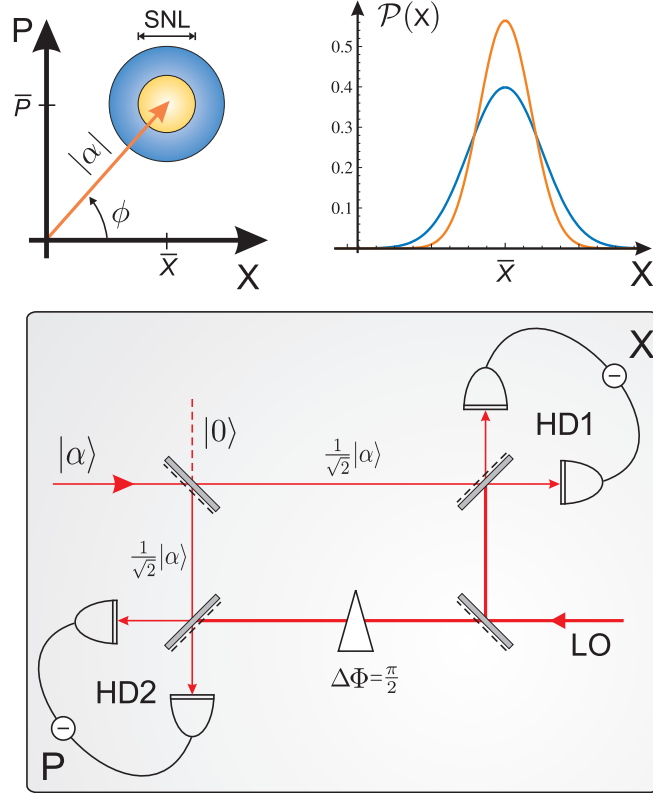 P
SNL
P̅
|α|
ϕ
X̅
X
𝒫(X)
0.5
0.4
0.3
0.2
0.1
X̅
X
X
HD1
|0⟩
|α⟩
1/√2|α⟩
1/√2|α⟩
LO
ΔΦ=π/2
HD2
P